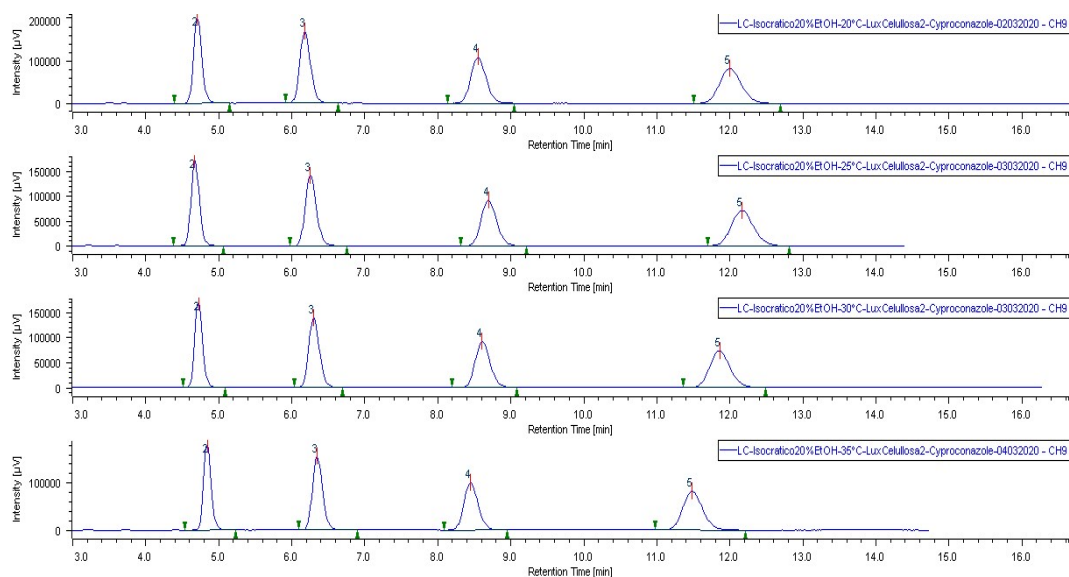 LC-Isocratico20%EtOH-20°C-LuxCelullosa2-Cyproconazole-02032020 - CH9
Intensity [µV]
200000
100000
0
2
3
4
5
3.0 4.0 5.0 6.0 7.0 8.0 9.0 10.0 11.0 12.0 13.0 14.0 15.0 16.0
Retention Time [min]
LC-Isocratico20%EtOH-25°C-LuxCelullosa2-Cyproconazole-03032020 - CH9
Intensity [µV]
150000
100000
50000
0
2
3
4
5
3.0 4.0 5.0 6.0 7.0 8.0 9.0 10.0 11.0 12.0 13.0 14.0 15.0 16.0
Retention Time [min]
LC-Isocratico20%EtOH-30°C-LuxCelullosa2-Cyproconazole-03032020 - CH9
Intensity [µV]
150000
100000
50000
0
2
3
4
5
3.0 4.0 5.0 6.0 7.0 8.0 9.0 10.0 11.0 12.0 13.0 14.0 15.0 16.0
Retention Time [min]
LC-Isocratico20%EtOH-35°C-LuxCelullosa2-Cyproconazole-04032020 - CH9
Intensity [µV]
100000
0
2
3
4
5
3.0 4.0 5.0 6.0 7.0 8.0 9.0 10.0 11.0 12.0 13.0 14.0 15.0 16.0
Retention Time [min]